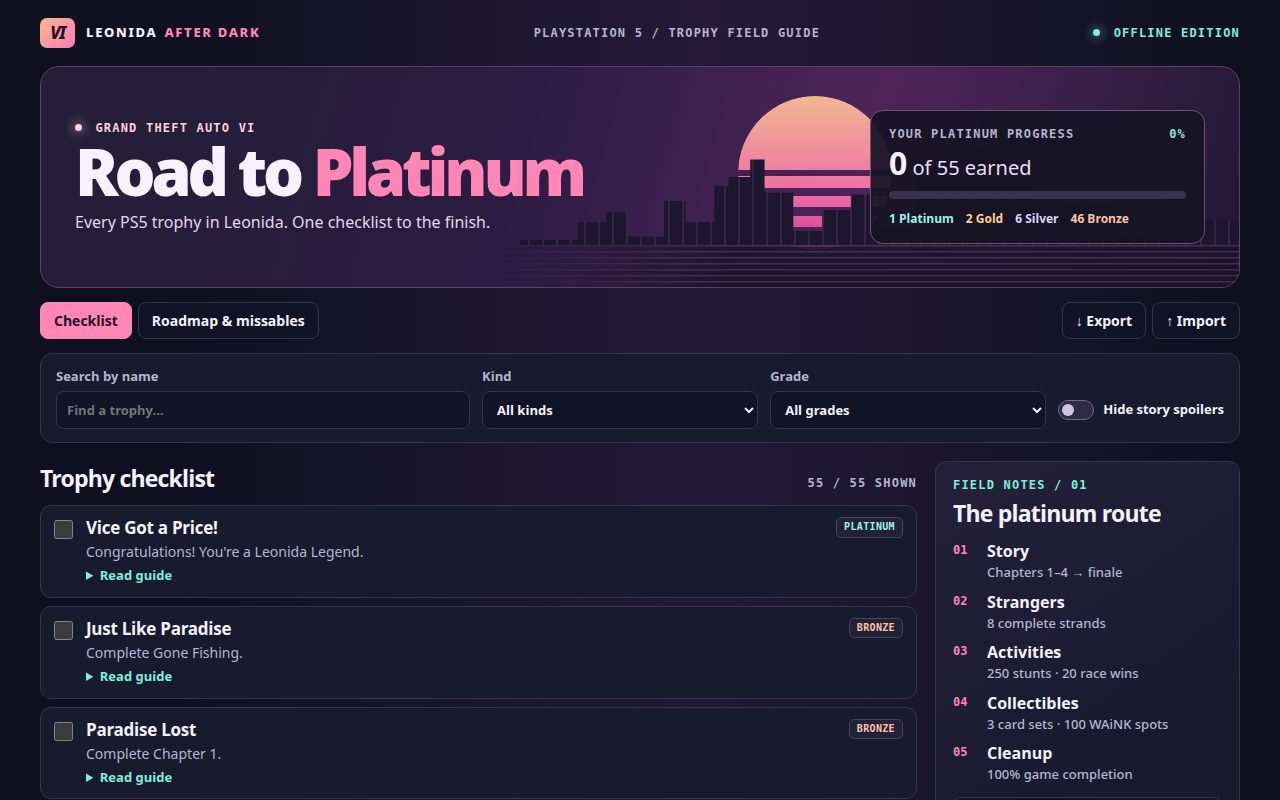 VI LEONIDA AFTER DARK
PLAYSTATION 5 / TROPHY FIELD GUIDE
OFFLINE EDITION
GRAND THEFT AUTO VI
Road to Platinum
Every PS5 trophy in Leonida. One checklist to the finish.
YOUR PLATINUM PROGRESS 0%
0 of 55 earned
1 Platinum 2 Gold 6 Silver 46 Bronze
Checklist Roadmap & missables
↓ Export ↑ Import
Search by name Kind Grade
Find a trophy... All kinds All grades Hide story spoilers
Trophy checklist
55 / 55 SHOWN
Vice Got a Price!
PLATINUM
Congratulations! You're a Leonida Legend.
▶ Read guide
Just Like Paradise
BRONZE
Complete Gone Fishing.
▶ Read guide
Paradise Lost
BRONZE
Complete Chapter 1.
▶ Read guide
FIELD NOTES / 01
The platinum route
01 Story
Chapters 1–4 → finale
02 Strangers
8 complete strands
03 Activities
250 stunts · 20 race wins
04 Collectibles
3 card sets · 100 WAiNK spots
05 Cleanup
100% game completion